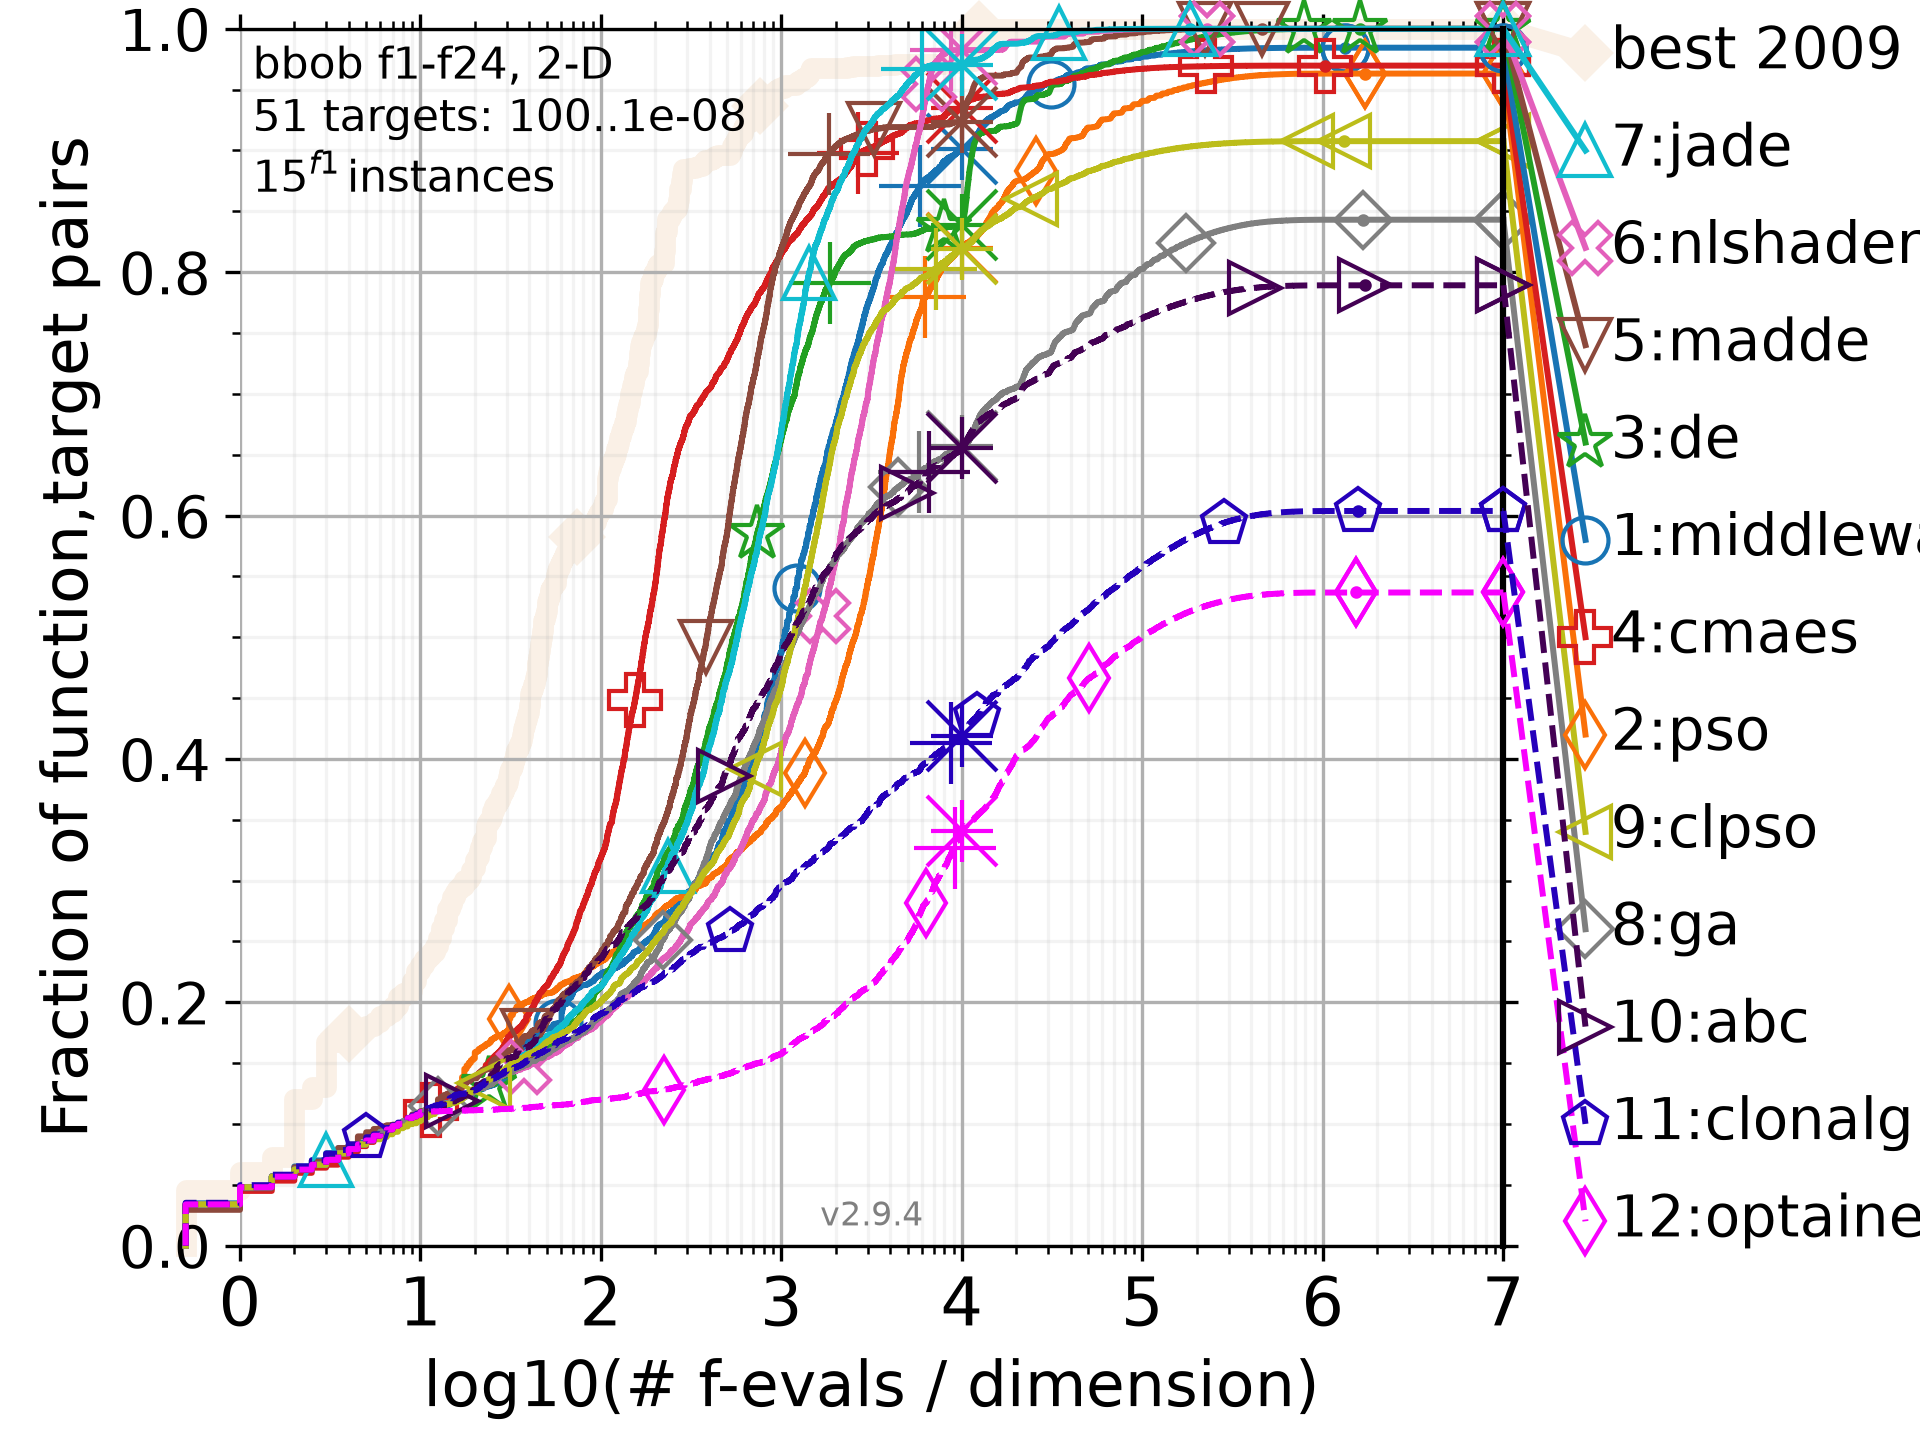 1.0
0.8
0.6
0.4
0.2
0.0
Fraction of function,target pairs
bbob f1-f24, 2-D
51 targets: 100..1e-08
15f1 instances
v2.9.4
0 1 2 3 4 5 6 7
log10(# f-evals / dimension)
best 2009
7:jade
6:nlshader
5:madde
3:de
1:middlewa
4:cmaes
2:pso
9:clpso
8:ga
10:abc
11:clonalg
12:optaine